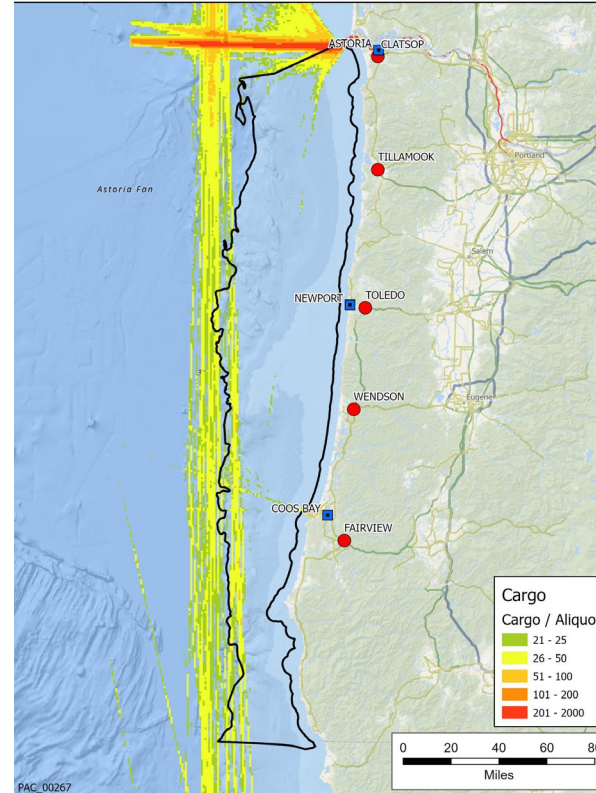 ASTORIA
CLATSOP
Portland
TILLAMOOK
Astoria Fan
Salem
NEWPORT
TOLEDO
WENDSON
Eugene
COOS BAY
FAIRVIEW
Cargo
Cargo / Aliquo
21 - 25
26 - 50
51 - 100
101 - 200
201 - 2000
0 20 40 60 80
Miles
PAC_00267